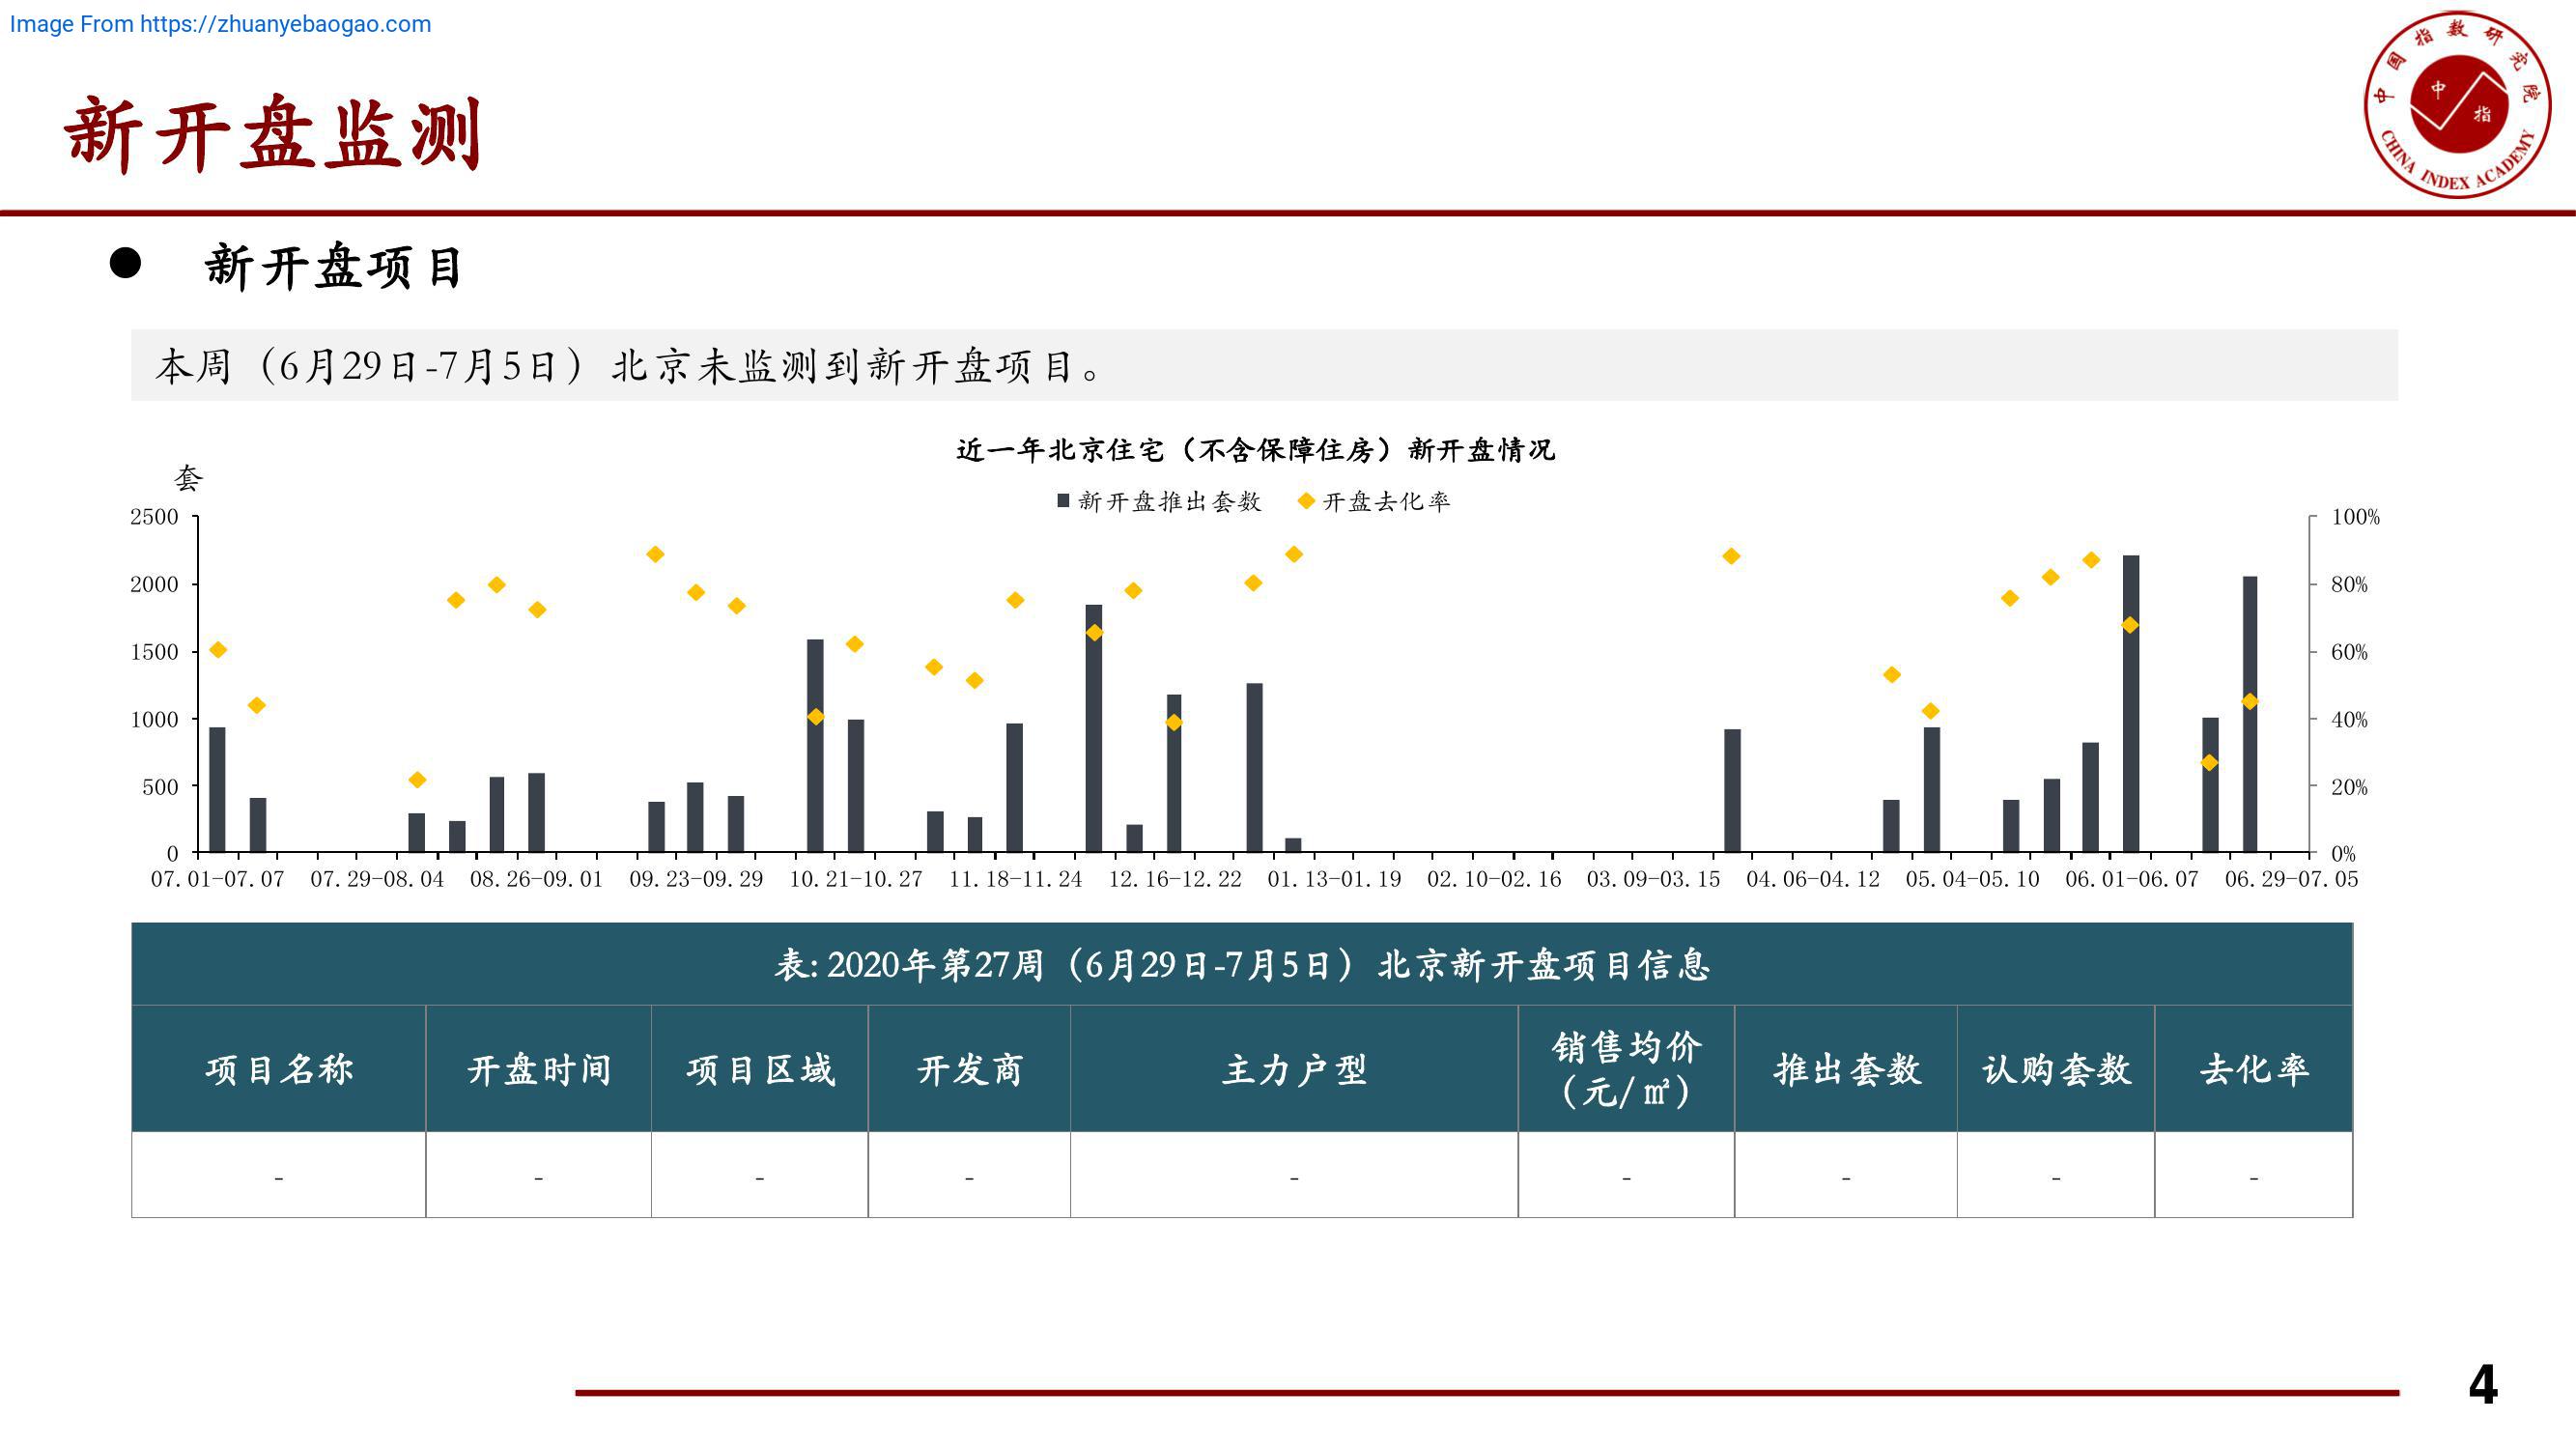 Image From https://zhuanyebaogao.com
中国指数研究院
中
指
CHINA INDEX ACADEMY
新开盘监测
● 新开盘项目
本周（6月29日-7月5日）北京未监测到新开盘项目。
近一年北京住宅（不含保障住房）新开盘情况
套
新开盘推出套数 开盘去化率
2500 100%
2000 80%
1500 60%
1000 40%
500 20%
0 0%
07.01-07.07 07.29-08.04 08.26-09.01 09.23-09.29 10.21-10.27 11.18-11.24 12.16-12.22 01.13-01.19 02.10-02.16 03.09-03.15 04.06-04.12 05.04-05.10 06.01-06.07 06.29-07.05
表: 2020年第27周（6月29日-7月5日）北京新开盘项目信息
项目名称 开盘时间 项目区域 开发商 主力户型 销售均价（元/㎡） 推出套数 认购套数 去化率
- - - - - - - - -
4